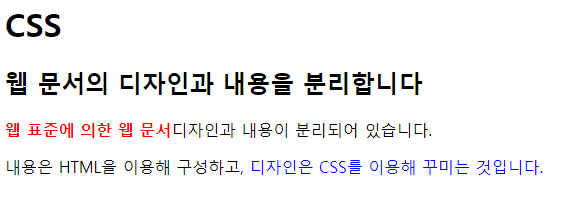 CSS
웹 문서의 디자인과 내용을 분리합니다
웹 표준에 의한 웹 문서디자인과 내용이 분리되어 있습니다.
내용은 HTML을 이용해 구성하고, 디자인은 CSS를 이용해 꾸미는 것입니다.